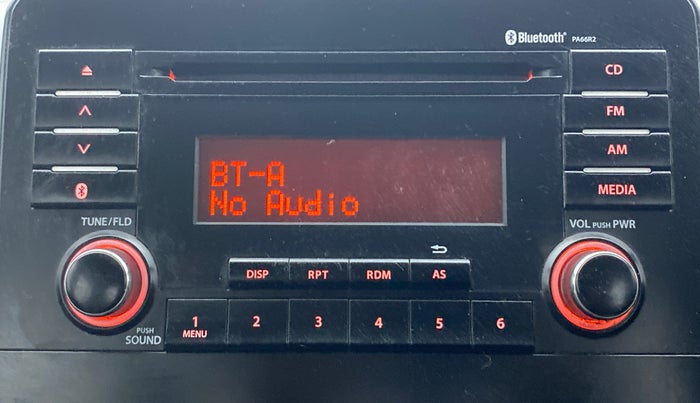 Bluetooth® PA66R2
CD
FM
AM
MEDIA
BT-A
No Audio
TUNE/FLD
VOL PUSH PWR
DISP RPT RDM AS
PUSH
SOUND
1 2 3 4 5 6
MENU